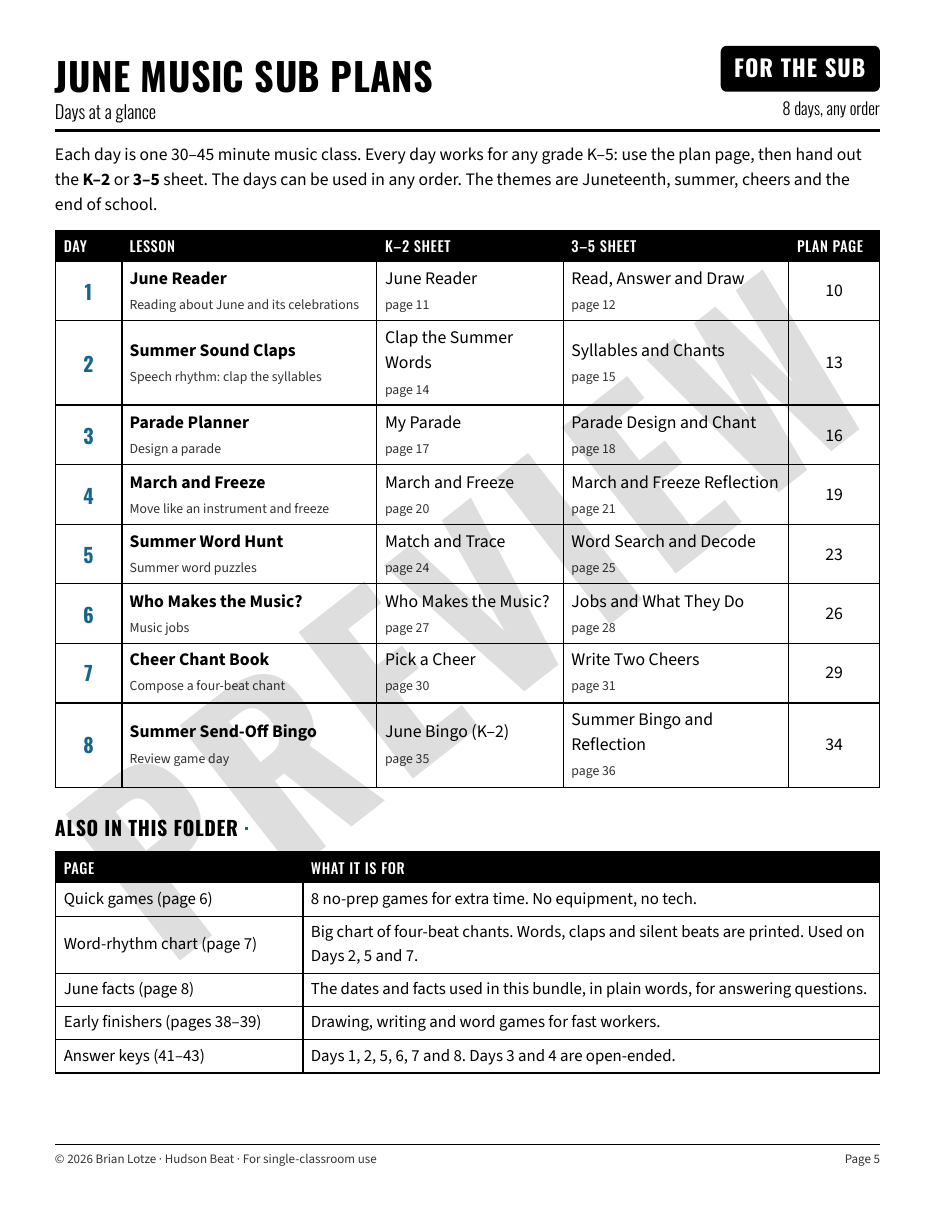 JUNE MUSIC SUB PLANS
FOR THE SUB
Days at a glance
8 days, any order
Each day is one 30–45 minute music class. Every day works for any grade K–5: use the plan page, then hand out
the K–2 or 3–5 sheet. The days can be used in any order. The themes are Juneteenth, summer, cheers and the
end of school.
DAY LESSON K–2 SHEET 3–5 SHEET PLAN PAGE
1 June Reader June Reader Read, Answer and Draw 10
Reading about June and its celebrations page 11 page 12
2 Summer Sound Claps Clap the Summer Words Syllables and Chants 13
Speech rhythm: clap the syllables page 14 page 15
3 Parade Planner My Parade Parade Design and Chant 16
Design a parade page 17 page 18
4 March and Freeze March and Freeze March and Freeze Reflection 19
Move like an instrument and freeze page 20 page 21
5 Summer Word Hunt Match and Trace Word Search and Decode 23
Summer word puzzles page 24 page 25
6 Who Makes the Music? Who Makes the Music? Jobs and What They Do 26
Music jobs page 27 page 28
7 Cheer Chant Book Pick a Cheer Write Two Cheers 29
Compose a four-beat chant page 30 page 31
8 Summer Send-Off Bingo June Bingo (K–2) Summer Bingo and Reflection 34
Review game day page 35 page 36
PREVIEW
ALSO IN THIS FOLDER ·
PAGE WHAT IT IS FOR
Quick games (page 6) 8 no-prep games for extra time. No equipment, no tech.
Word-rhythm chart (page 7) Big chart of four-beat chants. Words, claps and silent beats are printed. Used on
Days 2, 5 and 7.
June facts (page 8) The dates and facts used in this bundle, in plain words, for answering questions.
Early finishers (pages 38–39) Drawing, writing and word games for fast workers.
Answer keys (41–43) Days 1, 2, 5, 6, 7 and 8. Days 3 and 4 are open-ended.
© 2026 Brian Lotze · Hudson Beat · For single-classroom use
Page 5